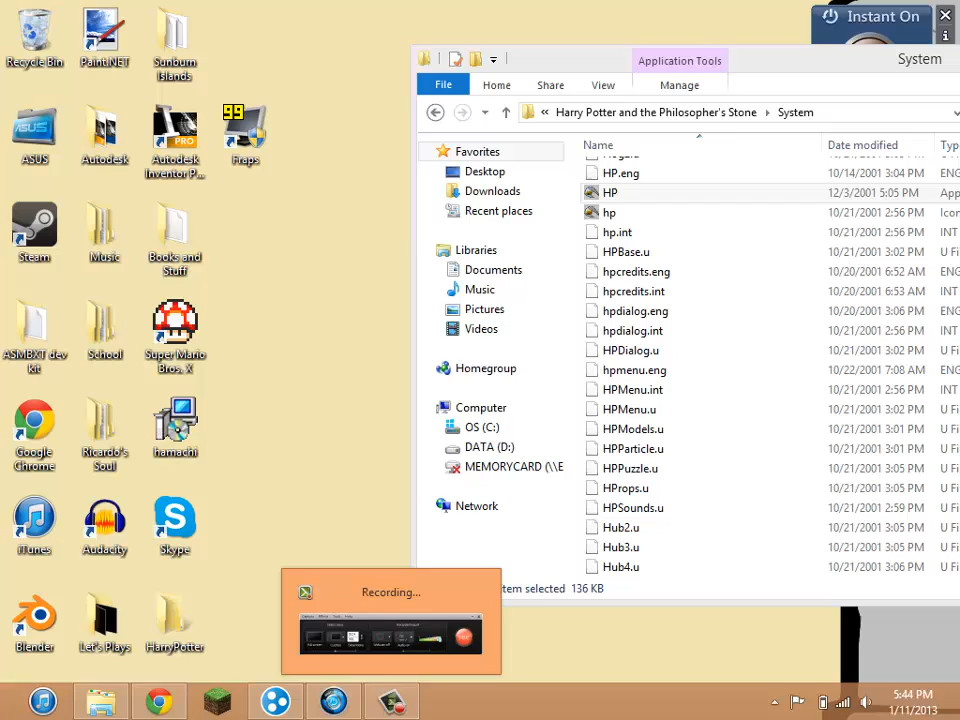 Recycle Bin
Paint.NET
Sunburn
Islands
ASUS
Autodesk
Autodesk
Inventor P...
99
Fraps
PRO
Steam
Music
Books and
Stuff
ASMBXT dev
kit
School
Super Mario
Bros. X
Google
Chrome
Ricardo's
Soul
hamachi
iTunes
Audacity
Skype
Blender
Let's Plays
HarryPotter
Instant On
System
Application Tools
File
Home
Share
View
Manage
« Harry Potter and the Philosopher's Stone
System
Favorites
Desktop
Downloads
Recent places
Libraries
Documents
Music
Pictures
Videos
Homegroup
Computer
OS (C:)
DATA (D:)
MEMORYCARD (\\E
Network
Name
Date modified
Typ
HP.eng 10/14/2001 3:04 PM ENG
HP 12/3/2001 5:05 PM App
hp 10/21/2001 2:56 PM Icon
hp.int 10/21/2001 2:56 PM INT
HPBase.u 10/21/2001 3:02 PM U Fi
hpcredits.eng 10/20/2001 6:52 AM ENG
hpcredits.int 10/20/2001 6:53 AM INT
hpdialog.eng 10/20/2001 3:06 PM ENG
hpdialog.int 10/21/2001 2:56 PM INT
HPDialog.u 10/21/2001 3:02 PM U Fi
hpmenu.eng 10/22/2001 7:08 AM ENG
HPMenu.int 10/21/2001 2:56 PM INT
HPMenu.u 10/21/2001 3:02 PM U Fi
HPModels.u 10/21/2001 3:01 PM U Fi
HPParticle.u 10/21/2001 3:01 PM U Fi
HPPuzzle.u 10/21/2001 3:05 PM U Fi
HProps.u 10/21/2001 3:05 PM U Fi
HPSounds.u 10/21/2001 2:59 PM U Fi
Hub2.u 10/21/2001 3:05 PM U Fi
Hub3.u 10/21/2001 3:05 PM U Fi
Hub4.u 10/21/2001 3:06 PM U Fi
tem selected 136 KB
Recording...
5:44 PM
1/11/2013